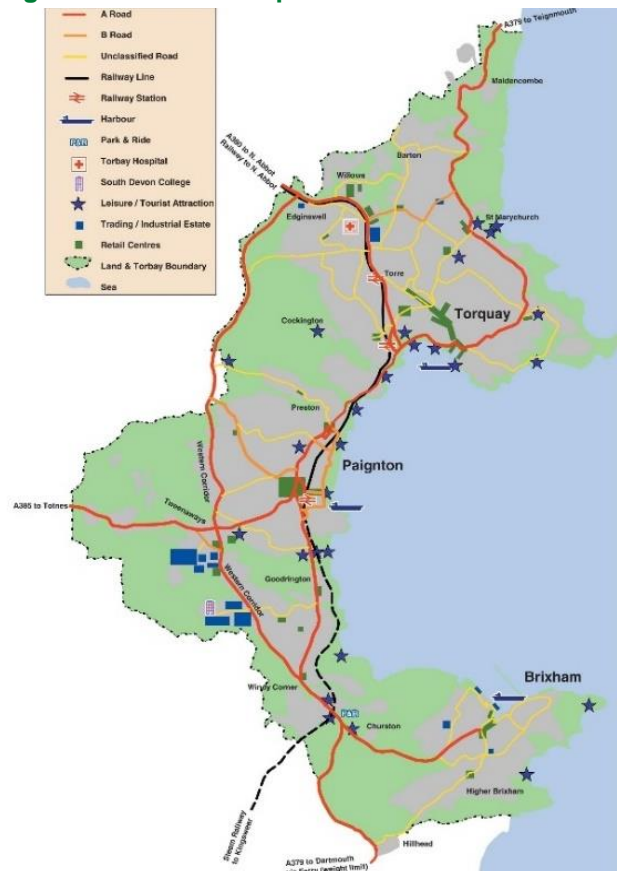 A Road
B Road
Unclassified Road
Railway Line
Railway Station
Harbour
P&R
Park & Ride
Torbay Hospital
South Devon College
Leisure / Tourist Attraction
Trading / Industrial Estate
Retail Centres
Land & Torbay Boundary
Sea
A379 to Teignmouth
Maidencombe
A380 to N. Abbot
Railway to N. Abbot
Barton
Willows
Edginswell
St Marychurch
Torre
Torquay
Cockington
Preston
Western Corridor
Paignton
A385 to Totnes
Tweenaways
Western Corridor
Goodrington
Brixham
Windy Corner
P&R
Churston
Higher Brixham
Steam Railway
to Kingswear
Hillhead
A379 to Dartmouth
Ferry (weight limit)